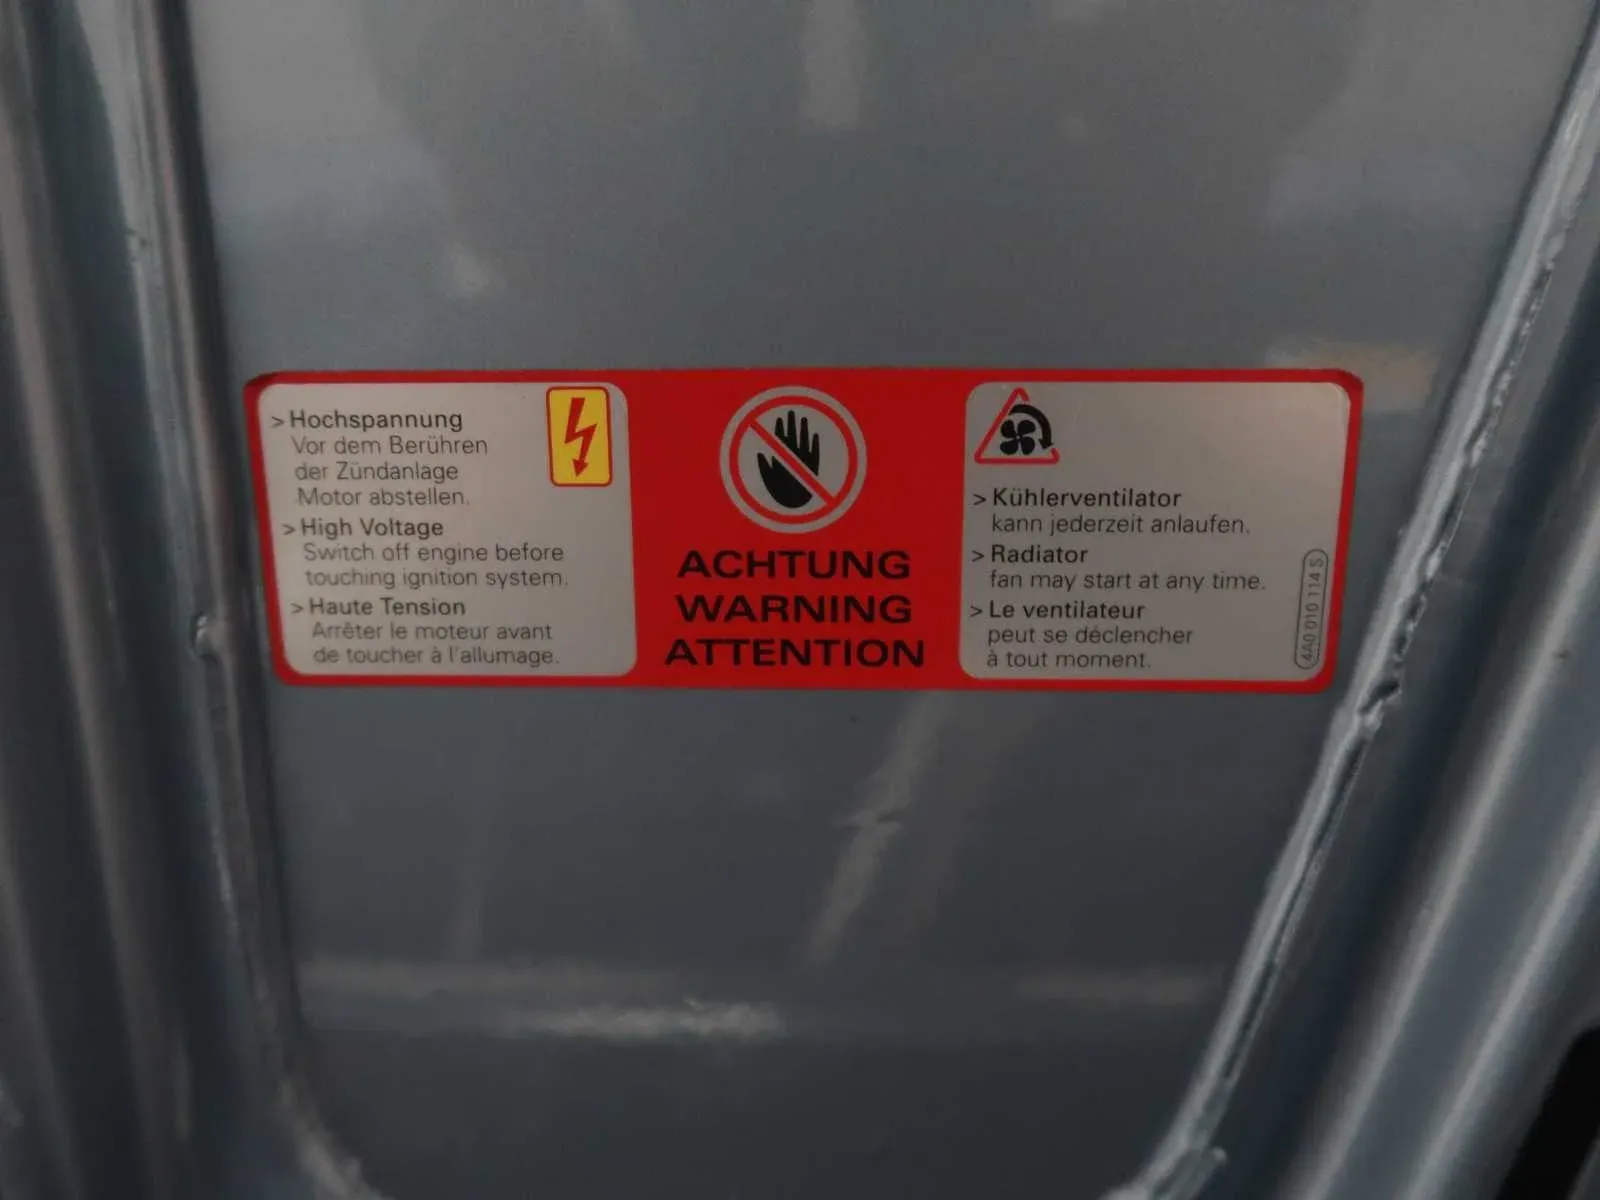 > Hochspannung
Vor dem Berühren
der Zündanlage
Motor abstellen.
> High Voltage
Switch off engine before
touching ignition system.
> Haute Tension
Arrêter le moteur avant
de toucher à l'allumage.
ACHTUNG
WARNING
ATTENTION
> Kühlerventilator
kann jederzeit anlaufen.
> Radiator
fan may start at any time.
> Le ventilateur
peut se déclencher
à tout moment.
4A0 010 114 S